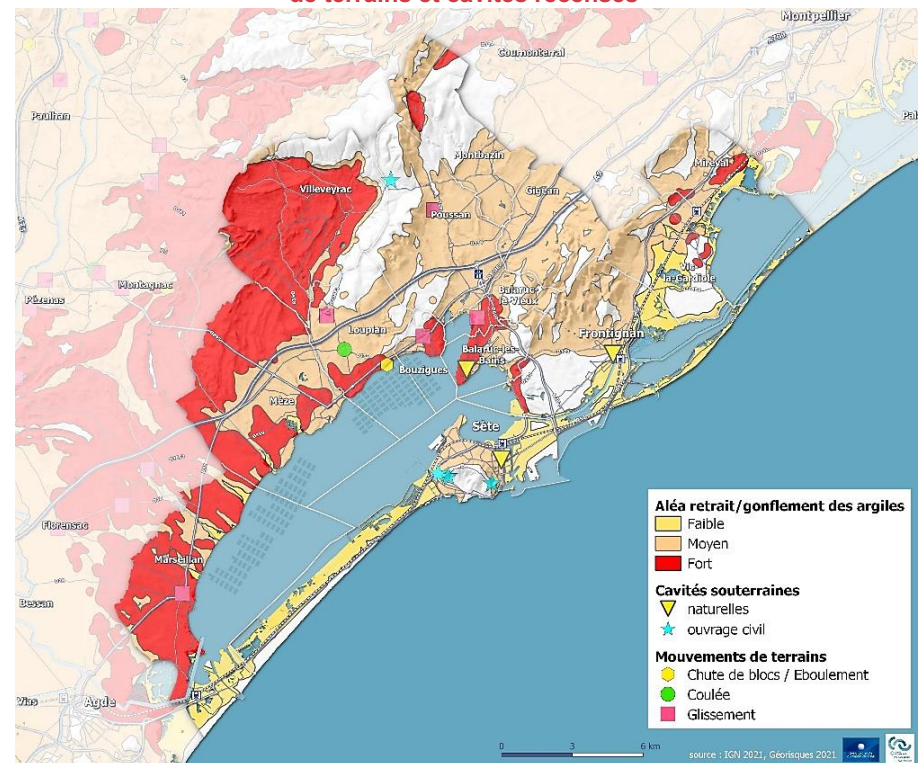 de terrains et cavités recensés
Montpellier
Cournonterral
Paulhan
Montbazin
Mireval
Villeveyrac
Gigean
Poussan
Montagnac
Pézenas
Balaruc-
le-Vieux
Vic
la-Gardiole
Loupian
Frontignan
Balaruc-les-
Bains
Bouzigues
Mèze
Sète
Florensac
Marseillan
Bessan
Vias
Agde
Aléa retrait/gonflement des argiles
Faible
Moyen
Fort
Cavités souterraines
naturelles
ouvrage civil
Mouvements de terrains
Chute de blocs / Eboulement
Coulée
Glissement
0 3 6 km
source : IGN 2021, Géorisques 2021